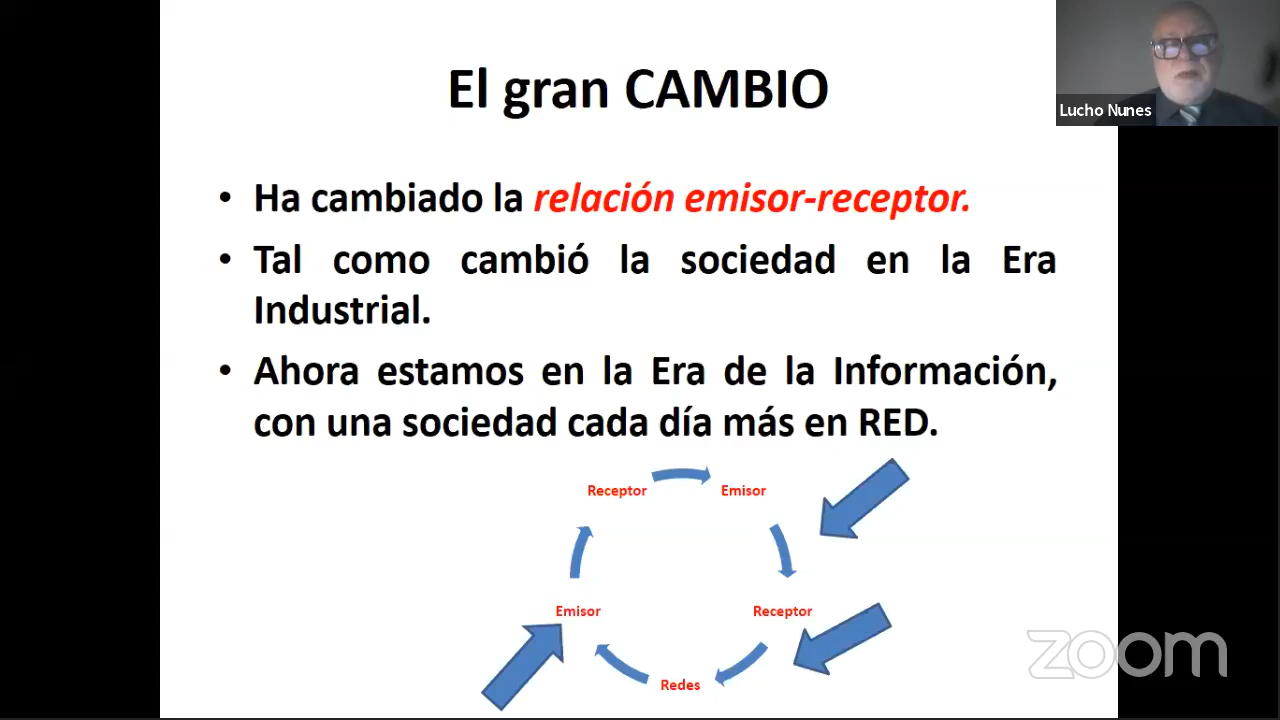 El gran CAMBIO
Lucho Nunes
• Ha cambiado la relación emisor-receptor.
• Tal como cambió la sociedad en la Era
Industrial.
• Ahora estamos en la Era de la Información,
con una sociedad cada día más en RED.
Receptor
Emisor
Emisor
Receptor
Redes
zoom